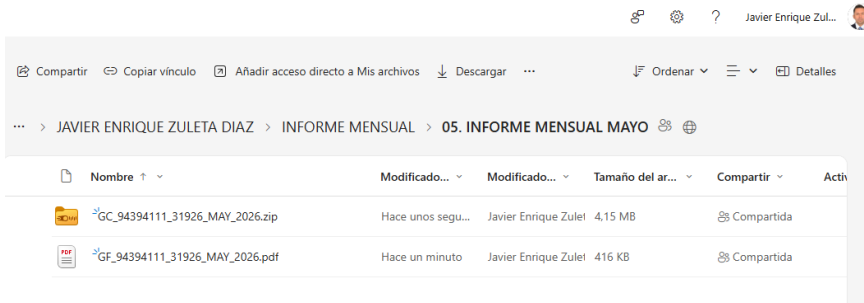 Javier Enrique Zul...
Compartir Copiar vínculo Añadir acceso directo a Mis archivos Descargar ... Ordenar Detalles
... > JAVIER ENRIQUE ZULETA DIAZ > INFORME MENSUAL > 05. INFORME MENSUAL MAYO
Nombre Modificado... Modificado... Tamaño del ar... Compartir Activ
GC_94394111_31926_MAY_2026.zip Hace unos segu... Javier Enrique Zulet 4,15 MB Compartida
PDF GF_94394111_31926_MAY_2026.pdf Hace un minuto Javier Enrique Zulet 416 KB Compartida